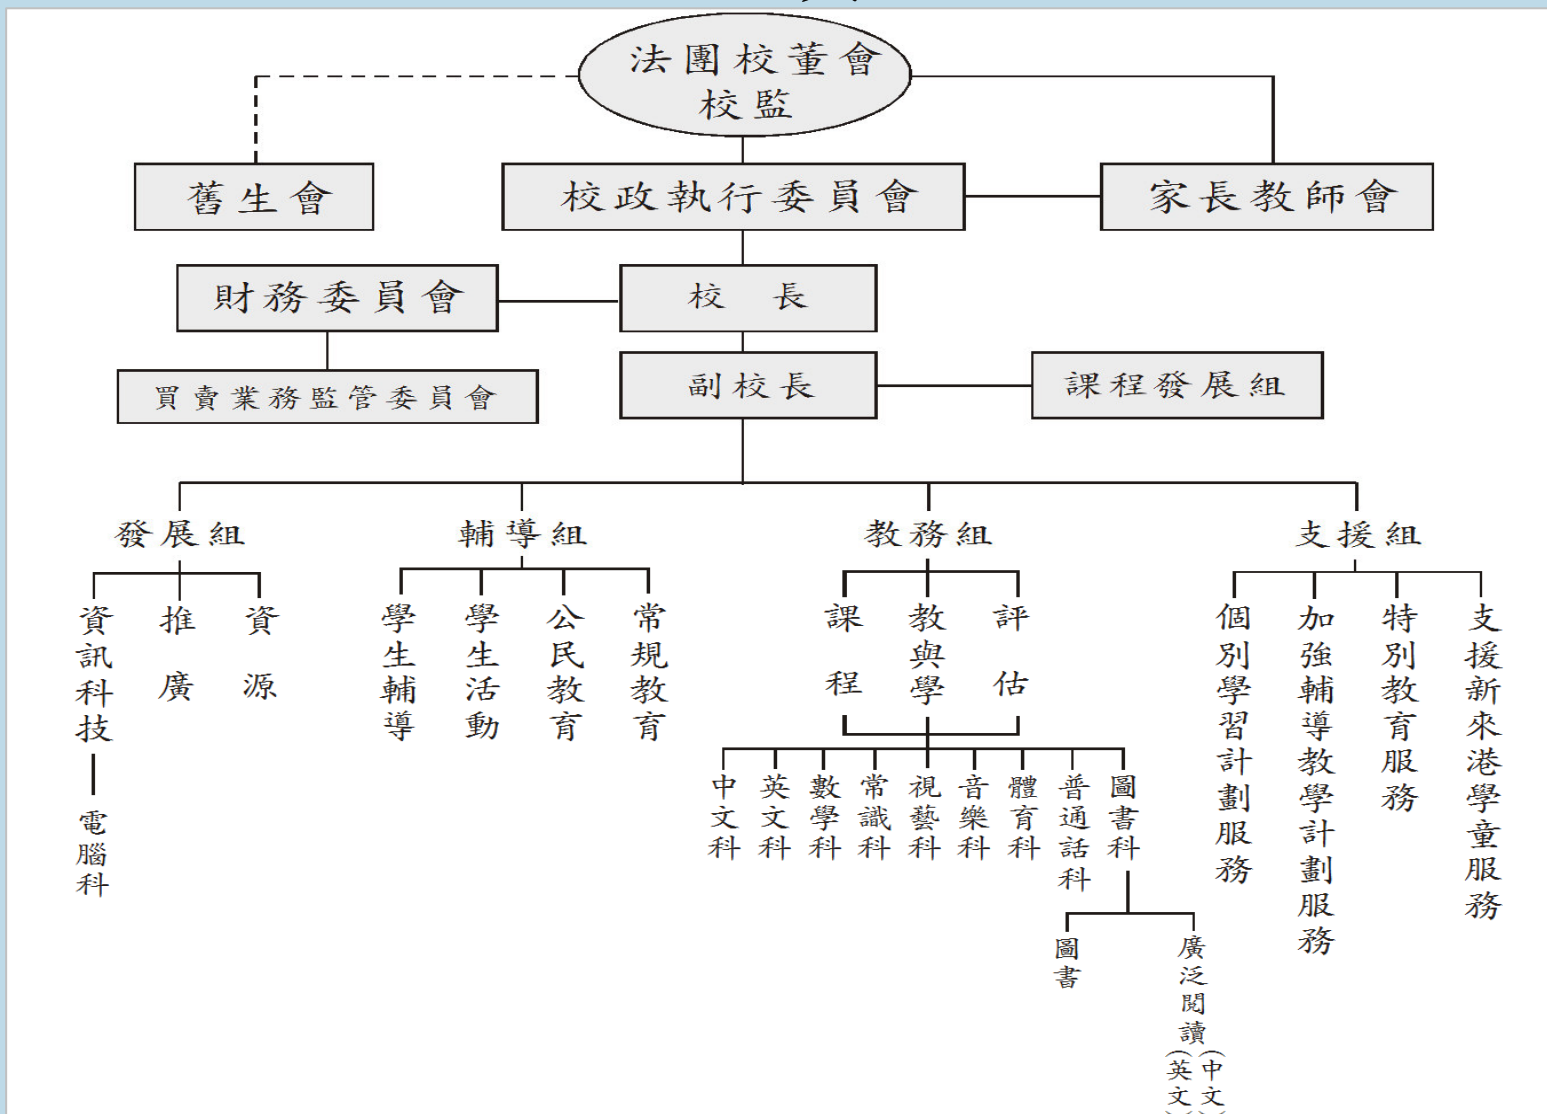 法團校董會
校監
舊生會
校政執行委員會
家長教師會
財務委員會
校長
買賣業務監管委員會
副校長
課程發展組
發展組
輔導組
教務組
支援組
資訊科技
推廣
資源
學生輔導
學生活動
公民教育
常規教育
課程
教與學
評估
個別學習計劃服務
加強輔導教學計劃服務
特別教育服務
支援新來港學童服務
電腦科
中文科
英文科
數學科
常識科
視藝科
音樂科
體育科
普通話科
圖書科
圖書
廣泛閱讀
(中文
(英文